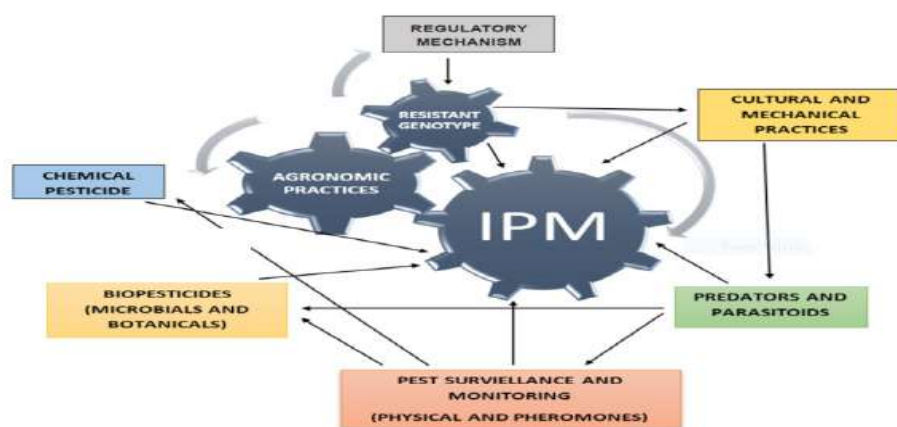 REGULATORY
MECHANISM
RESISTANT
GENOTYPE
CULTURAL AND
MECHANICAL
PRACTICES
AGRONOMIC
PRACTICES
CHEMICAL
PESTICIDE
IPM
BIOPESTICIDES
(MICROBIALS AND
BOTANICALS)
PREDATORS AND
PARASITOIDS
PEST SURVIELLANCE AND
MONITORING
(PHYSICAL AND PHEROMONES)